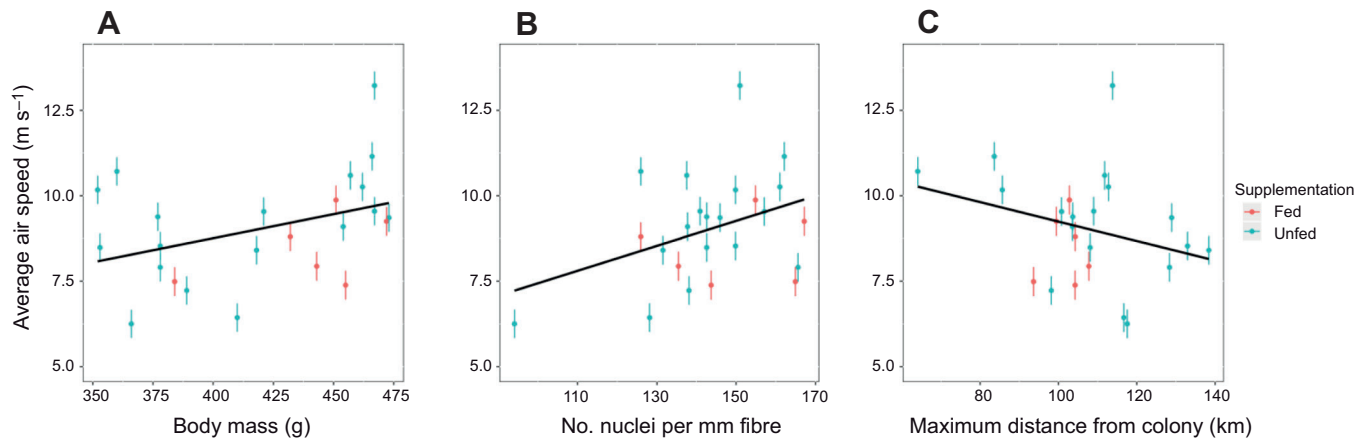 A
B
C
Average air speed (m s–1)
12.5
10.0
7.5
5.0
350 375 400 425 450 475
Body mass (g)
12.5
10.0
7.5
5.0
110 130 150 170
No. nuclei per mm fibre
12.5
10.0
7.5
5.0
80 100 120 140
Maximum distance from colony (km)
Supplementation
Fed
Unfed